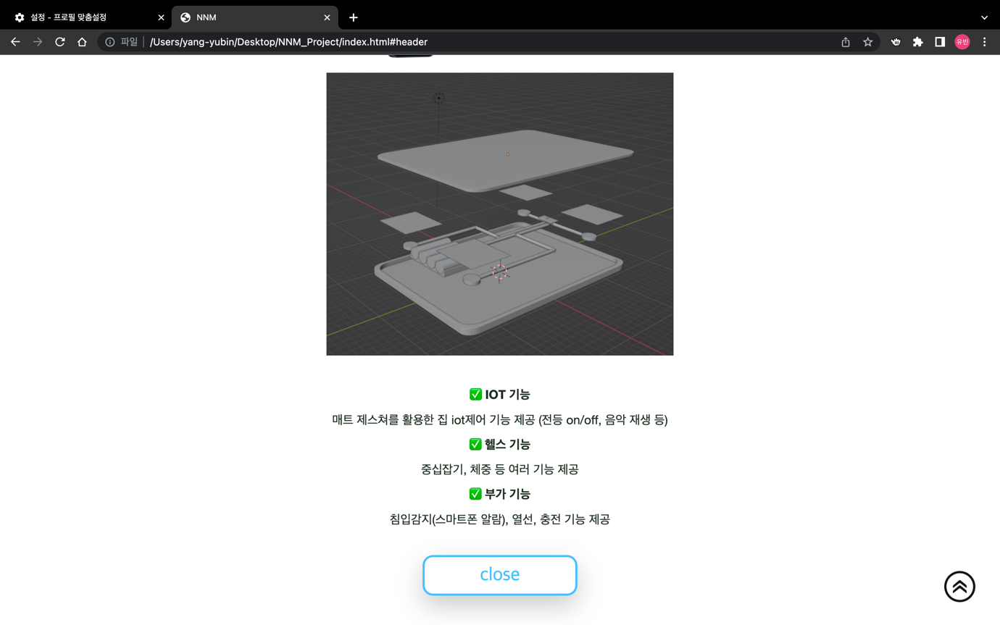 설정 - 프로필 맞춤설정
NNM
파일 /Users/yang-yubin/Desktop/NNM_Project/index.html#header
유빈
✅ IOT 기능
매트 제스쳐를 활용한 집 iot제어 기능 제공 (전등 on/off, 음악 재생 등)
✅ 헬스 기능
중심잡기, 체중 등 여러 기능 제공
✅ 부가 기능
침입감지(스마트폰 알람), 열선, 충전 기능 제공
close